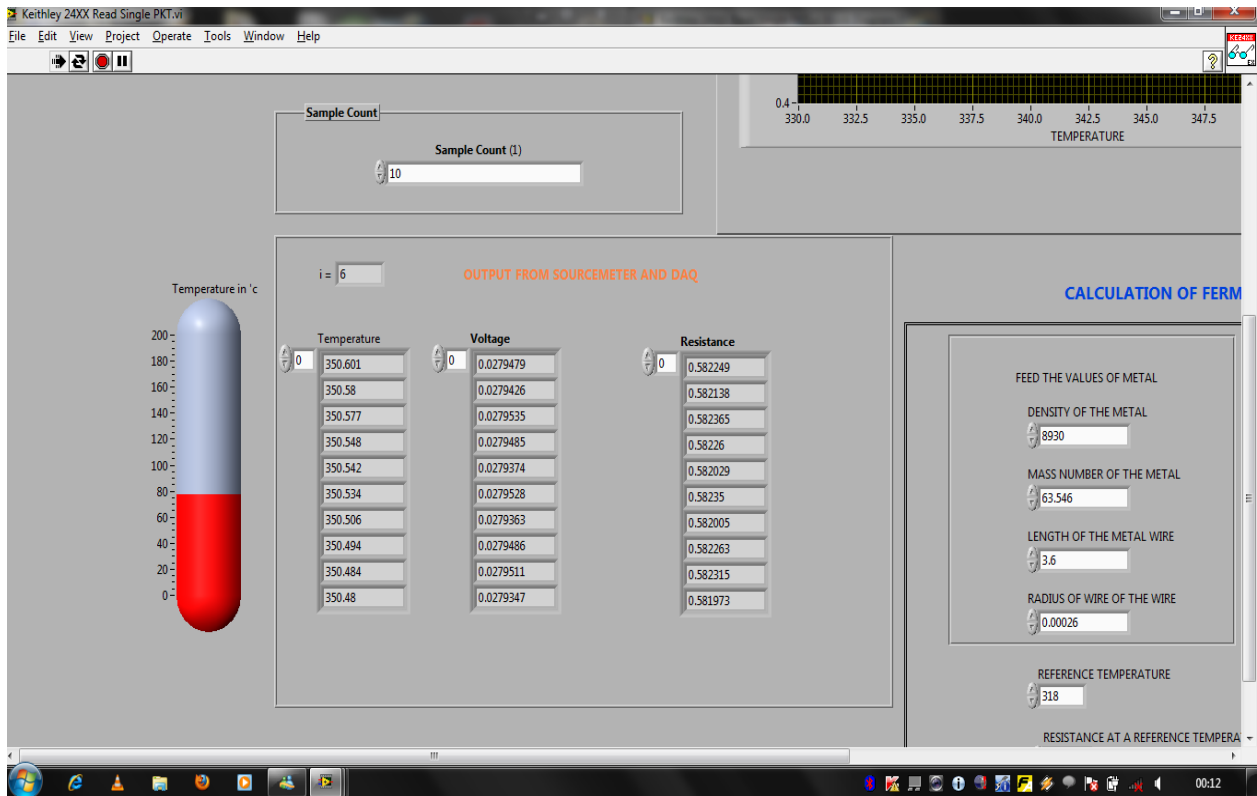 Keithley 24XX Read Single PKT.vi
File Edit View Project Operate Tools Window Help
KE24XX
EX
?
Sample Count
Sample Count (1)
10
0.4
330.0 332.5 335.0 337.5 340.0 342.5 345.0 347.5
TEMPERATURE
i = 6
OUTPUT FROM SOURCEMETER AND DAQ
Temperature in 'c
200
180
160
140
120
100
80
60
40
20
0
Temperature
0
350.601
350.58
350.577
350.548
350.542
350.534
350.506
350.494
350.484
350.48
Voltage
0
0.0279479
0.0279426
0.0279535
0.0279485
0.0279374
0.0279528
0.0279363
0.0279486
0.0279511
0.0279347
Resistance
0
0.582249
0.582138
0.582365
0.58226
0.582029
0.58235
0.582005
0.582263
0.582315
0.581973
CALCULATION OF FERM
FEED THE VALUES OF METAL
DENSITY OF THE METAL
8930
MASS NUMBER OF THE METAL
63.546
LENGTH OF THE METAL WIRE
3.6
RADIUS OF WIRE OF THE WIRE
0.00026
REFERENCE TEMPERATURE
318
RESISTANCE AT A REFERENCE TEMPERA
00:12